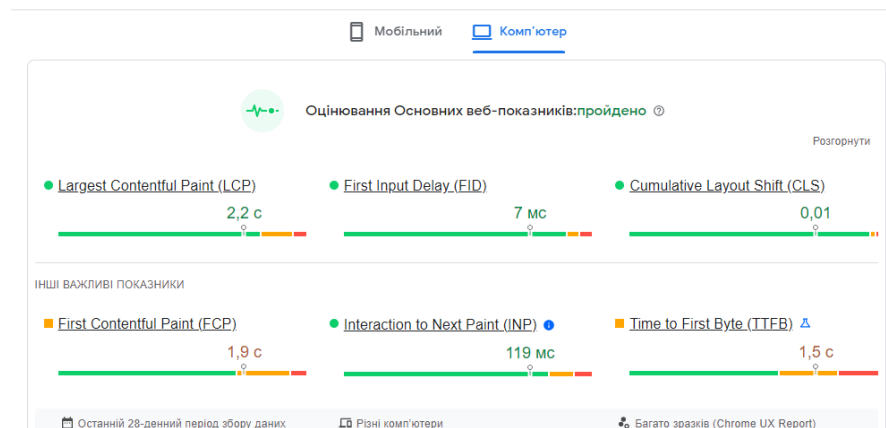 Мобільний Комп'ютер
Оцінювання Основних веб-показників:пройдено
Розгорнути
Largest Contentful Paint (LCP) First Input Delay (FID) Cumulative Layout Shift (CLS)
2,2 с 7 мс 0,01
ІНШІ ВАЖЛИВІ ПОКАЗНИКИ
First Contentful Paint (FCP) Interaction to Next Paint (INP) Time to First Byte (TTFB)
1,9 с 119 мс 1,5 с
Останній 28-денний період збору даних Різні комп'ютери Багато зразків (Chrome UX Report)